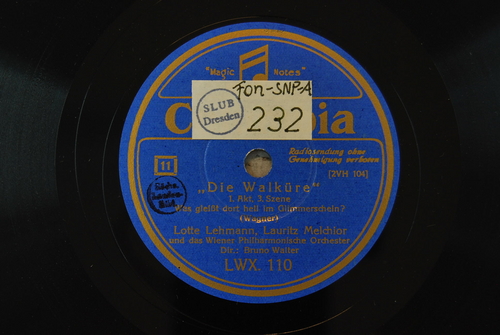 "Magic Notes"
Fon-SNP-A
SLUB
Dresden
232
C bia
Radiosendung ohne
Genehmigung verboten
11
[2VH 104]
„Die Walküre"
1. Akt, 3. Szene
Was gleißt dort hell im Glimmerschein?
(Wagner)
Lotte Lehmann, Lauritz Melchior
und das Wiener Philharmonische Orchester
Dir.: Bruno Walter
LWX. 110